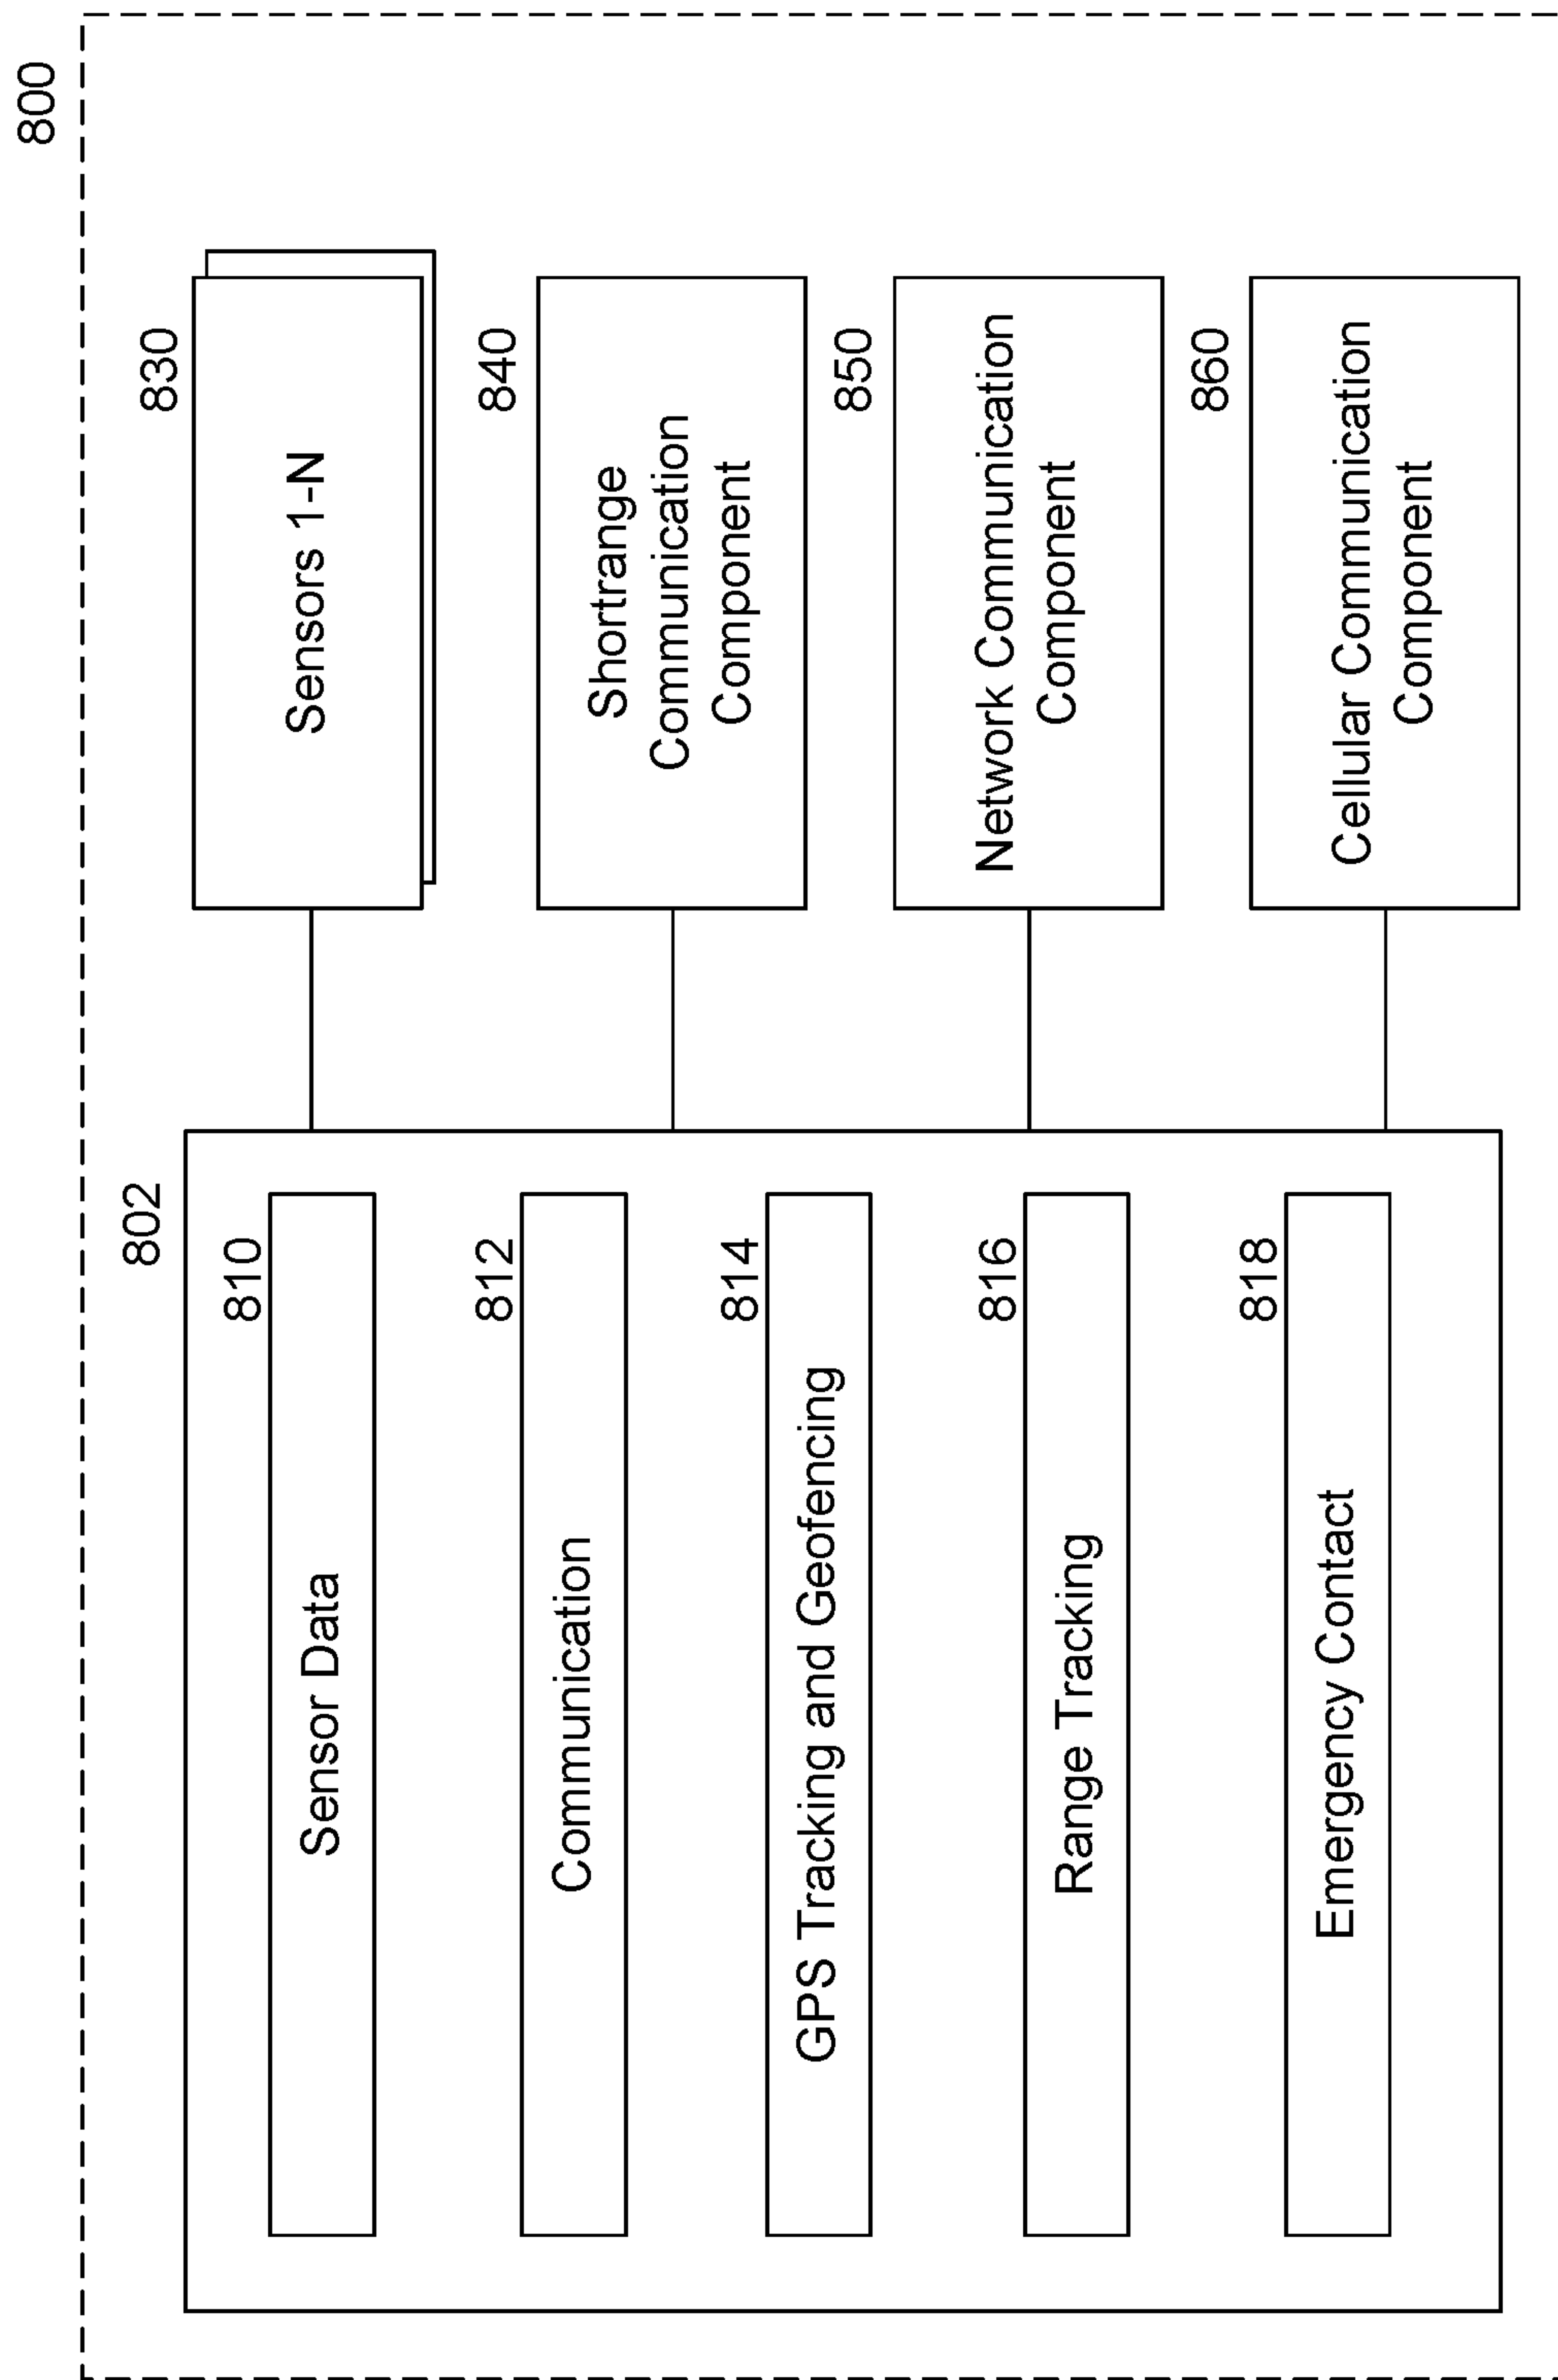 800
802
810
Sensor Data
812
Communication
814
GPS Tracking and Geofencing
816
Range Tracking
818
Emergency Contact
830
Sensors 1-N
840
Shortrange
Communication
Component
850
Network Communication
Component
860
Cellular Communication
Component